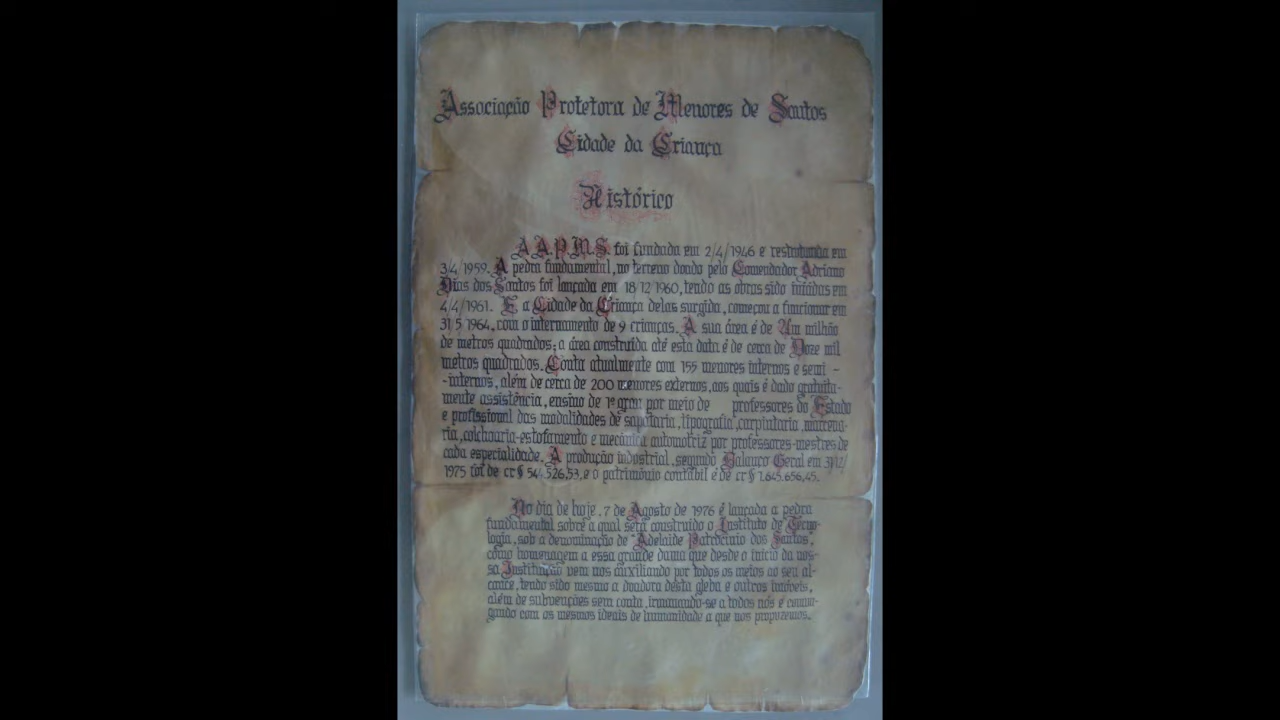 Associação Protetora de Menores de Santos
Cidade da Criança
Histórico
A A.P.M.S. foi fundada em 2/4/1946 e em
3/4/1959. A pedra fundamental, no terreno doado pelo Comendador Adriano
Dias dos Santos foi lançada em 18/12/1960, tendo as obras sido iniciadas em
4/4/1961. E a Cidade da Criança delas surgida, começou a funcionar em
31/5/1964, com o internamento de 9 crianças. A sua área é de Um milhão
de metros quadrados; a área construída até esta data é de cerca de Doze mil
metros quadrados. Conta atualmente com 155 menores internos e semi -
-internos, além de cerca de 200 menores externos, aos quais é dado gratuita-
mente assistência, ensino de 1º grau por meio de professores do Estado
e profissional das modalidades de sapataria, tipografia, carpintaria, marcena-
ria, colchoaria-estofamento e mecânica automotriz por professores-mestres de
cada especialidade. A produção industrial, segundo Balanço Geral em 31/12/
1975 foi de cr$ 54.526,53, e o patrimônio contábil é de cr$ 1.645.656,45.
No dia de hoje, 7 de Agosto de 1976 é lançada a pedra
fundamental sobre a qual será construído o Instituto de Tecno-
logia, sob a denominação de "Adelaide Patrocínio dos Santos,
como homenagem a essa grande dama que desde o início da nos-
sa Instituição vem nos auxiliando por todos os meios ao seu al-
cance, tendo sido mesmo a doadora desta gleba e outros imóveis,
além de subvenções sem conta, irmanando-se a todos nós e comun-
gando com os mesmos ideais de humanidade a que nos propuzemos.